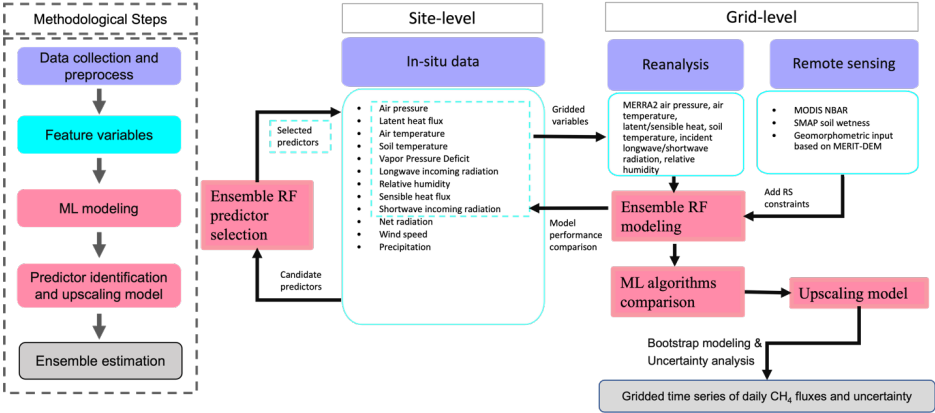 Methodological Steps
Data collection and
preprocess
Feature variables
ML modeling
Predictor identification
and upscaling model
Ensemble estimation
Site-level
In-situ data
Selected
predictors
Air pressure
Latent heat flux
Air temperature
Soil temperature
Vapor Pressure Deficit
Longwave incoming radiation
Relative humidity
Sensible heat flux
Shortwave incoming radiation
Net radiation
Wind speed
Precipitation
Ensemble RF
predictor
selection
Candidate
predictors
Gridded
variables
Model
performance
comparison
Grid-level
Reanalysis
Remote sensing
MERRA2 air pressure, air
temperature,
latent/sensible heat, soil
temperature, incident
longwave/shortwave
radiation, relative
humidity
MODIS NBAR
SMAP soil wetness
Geomorphometric input
based on MERIT-DEM
Add RS
constraints
Ensemble RF
modeling
ML algorithms
comparison
Upscaling model
Bootstrap modeling &
Uncertainty analysis
Gridded time series of daily CH4 fluxes and uncertainty